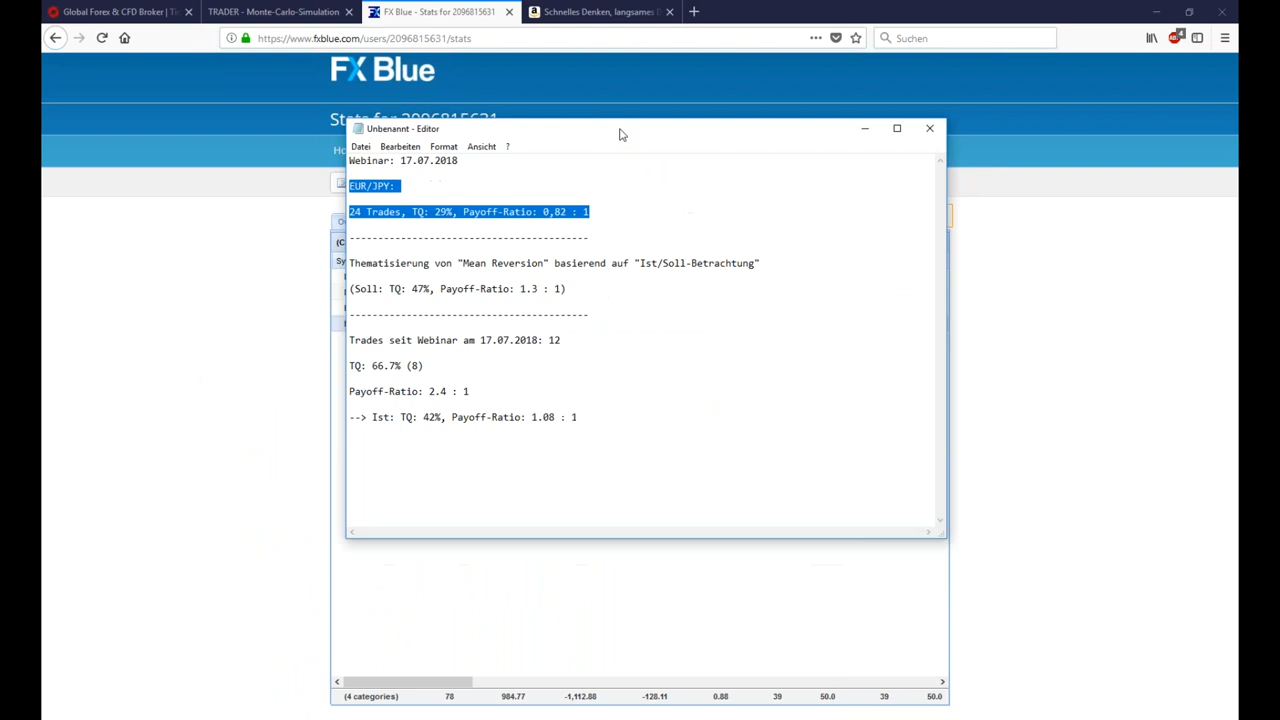 Global Forex & CFD Broker | Ti
TRADER - Monte-Carlo-Simulation
FX Blue - Stats for 2096815631
Schnelles Denken, langsames
https://www.fxblue.com/users/2096815631/stats
Suchen
4
FX Blue
Stats for 2096815631
Unbenannt - Editor
Datei Bearbeiten Format Ansicht ?
Webinar: 17.07.2018
EUR/JPY:
24 Trades, TQ: 29%, Payoff-Ratio: 0,82 : 1
------------------------------------------
Thematisierung von "Mean Reversion" basierend auf "Ist/Soll-Betrachtung"
(Soll: TQ: 47%, Payoff-Ratio: 1.3 : 1)
------------------------------------------
Trades seit Webinar am 17.07.2018: 12
TQ: 66.7% (8)
Payoff-Ratio: 2.4 : 1
--> Ist: TQ: 42%, Payoff-Ratio: 1.08 : 1
(4 categories) 78 984.77 -1,112.88 -128.11 0.88 39 50.0 39 50.0